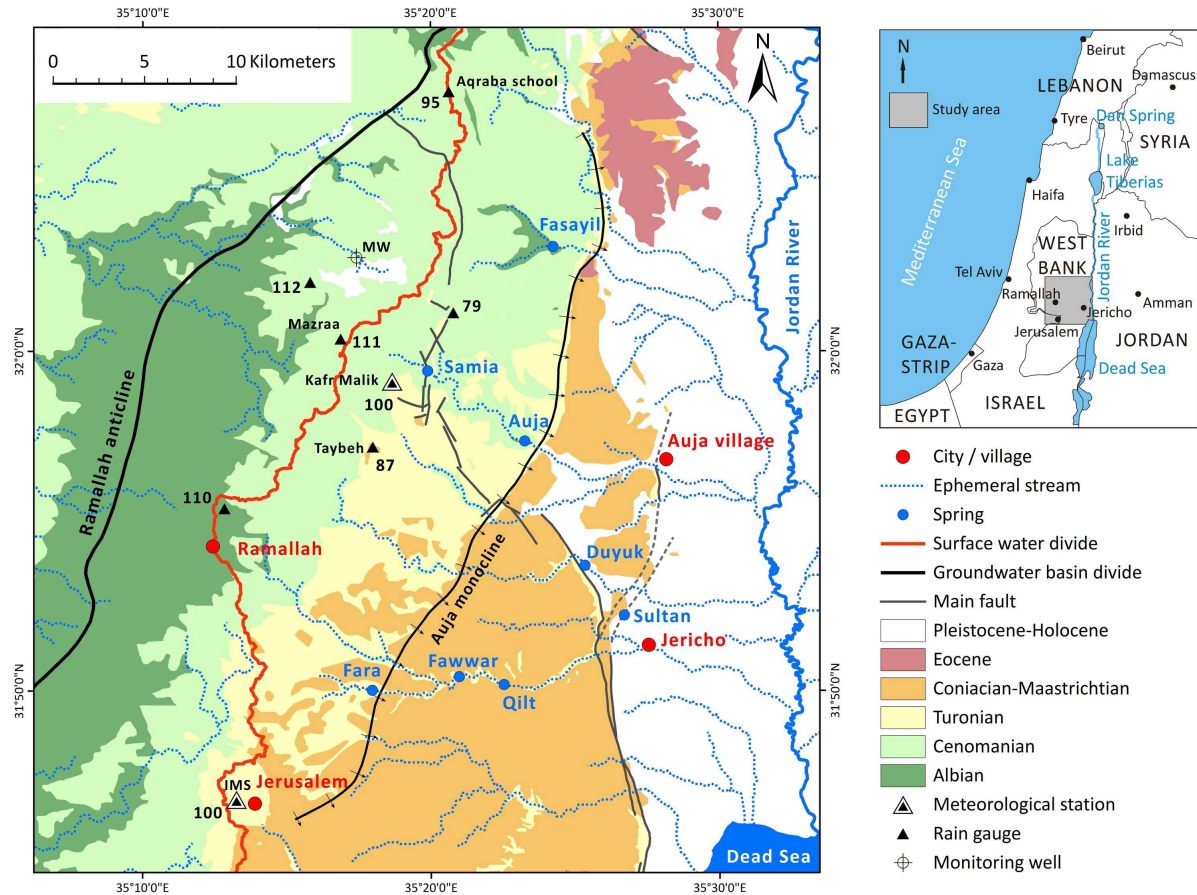 35°10'0"E
35°20'0"E
35°30'0"E
0
5
10 Kilometers
N
Aqraba school
95
Fasayil
MW
112
79
Mazraa
111
Samia
Kafr Malik
100
Auja
Auja village
Taybeh
87
110
Ramallah
Duyuk
Sultan
Jericho
Fara
Fawwar
Qilt
IMS
Jerusalem
100
Ramallah anticline
Auja monocline
Jordan River
Dead Sea
32°0'0"N
31°50'0"N
32°0'0"N
31°50'0"N
35°10'0"E
35°20'0"E
35°30'0"E
N
Study area
Mediterranean Sea
Beirut
LEBANON
Damascus
Tyre
Dan Spring
SYRIA
Lake
Tiberias
Haifa
Irbid
WEST
BANK
Jordan River
Tel Aviv
Ramallah
Jericho
Amman
Jerusalem
GAZA-
STRIP
JORDAN
Gaza
Dead Sea
ISRAEL
EGYPT
City / village
Ephemeral stream
Spring
Surface water divide
Groundwater basin divide
Main fault
Pleistocene-Holocene
Eocene
Coniacian-Maastrichtian
Turonian
Cenomanian
Albian
Meteorological station
Rain gauge
Monitoring well